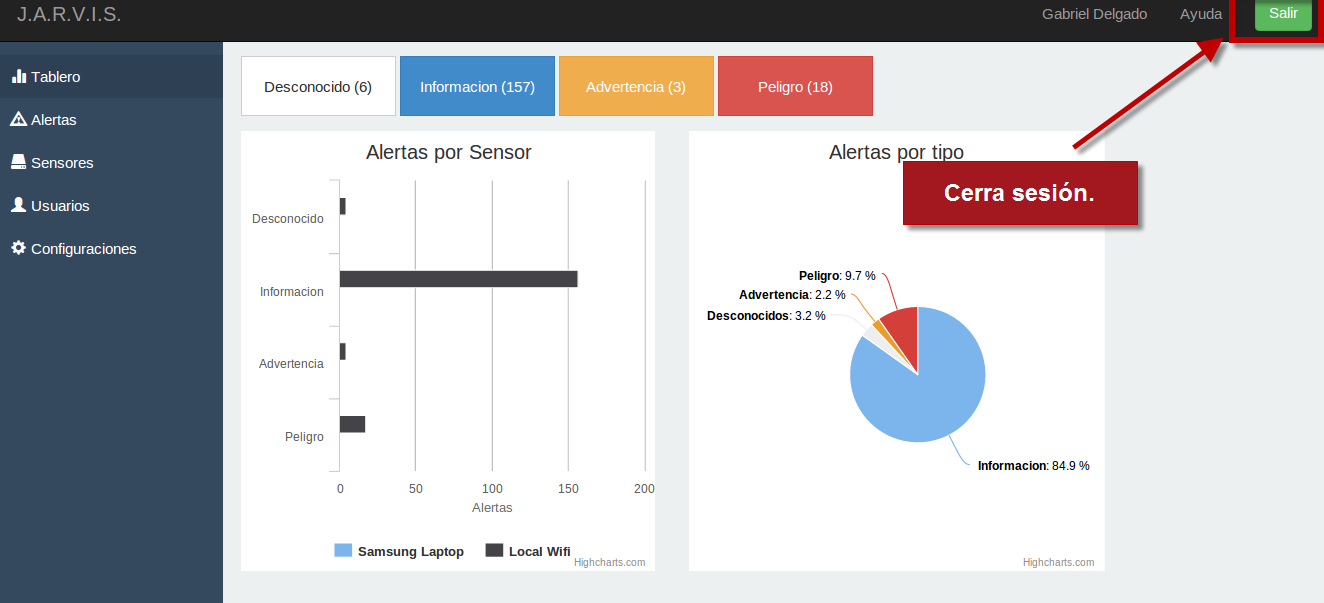 J.A.R.V.I.S.
Gabriel Delgado
Ayuda
Salir
Tablero
Alertas
Sensores
Usuarios
Configuraciones
Desconocido (6)
Informacion (157)
Advertencia (3)
Peligro (18)
Alertas por Sensor
Desconocido
Informacion
Advertencia
Peligro
0 50 100 150 200
Alertas
Samsung Laptop
Local Wifi
Highcharts.com
Alertas por tipo
Cerra sesión.
Peligro: 9.7 %
Advertencia: 2.2 %
Desconocidos: 3.2 %
Informacion: 84.9 %
Highcharts.com